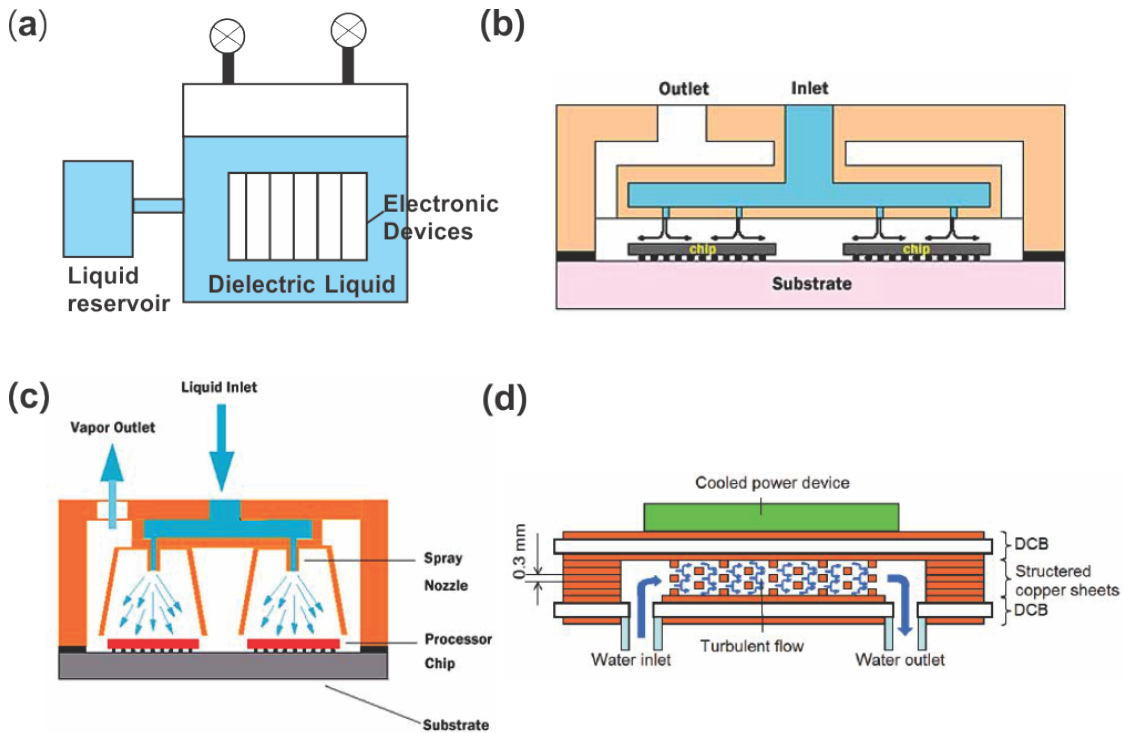 (a)
Electronic
Devices
Liquid
reservoir
Dielectric Liquid
(b)
Outlet
Inlet
chip
chip
Substrate
(c)
Liquid Inlet
Vapor Outlet
Spray
Nozzle
Processor
Chip
Substrate
(d)
Cooled power device
0.3 mm
DCB
Structered
copper sheets
DCB
Water inlet
Turbulent flow
Water outlet